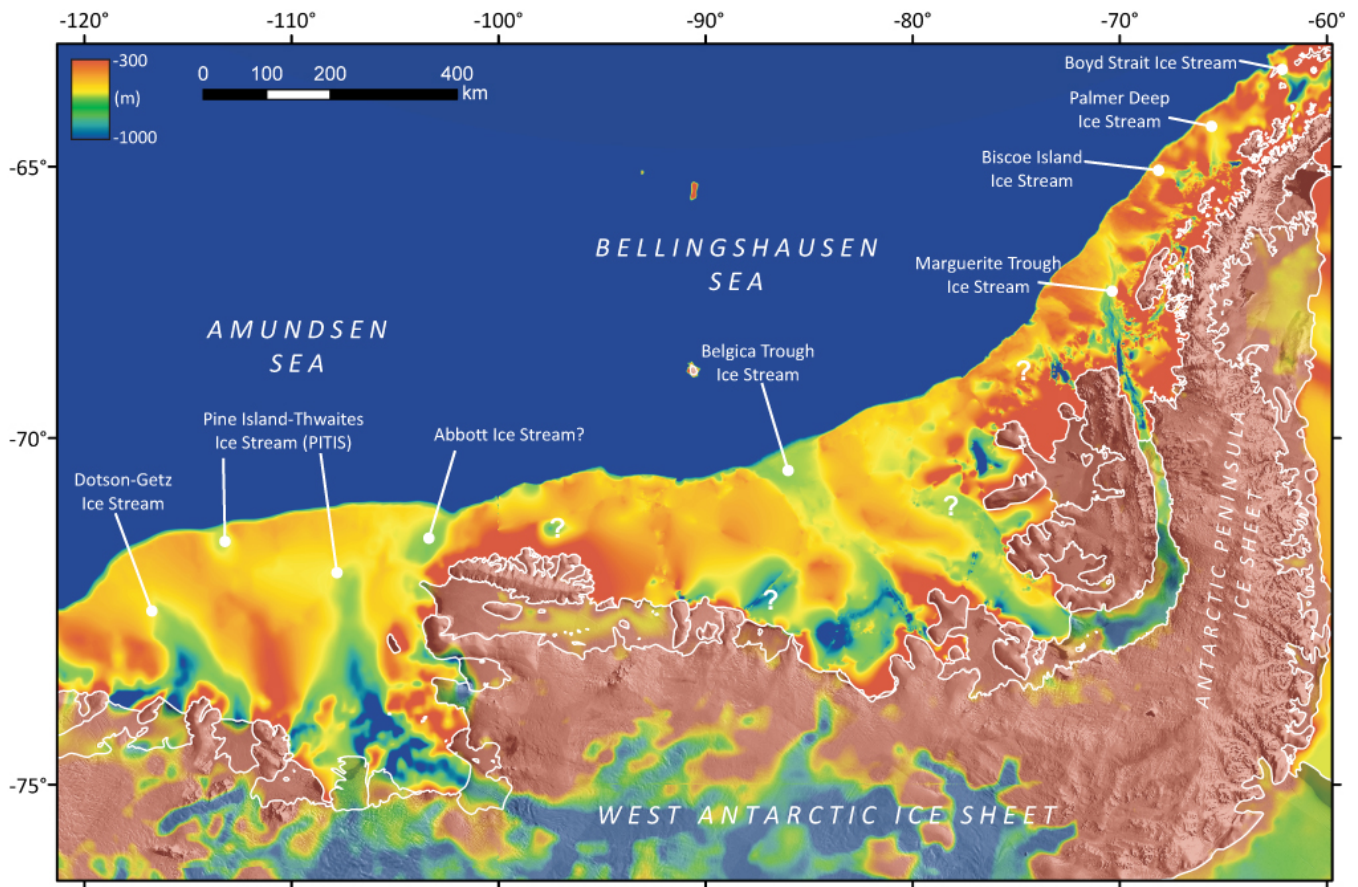 -120°
-110°
-100°
-90°
-80°
-70°
-60°
-300
(m)
-1000
0
100
200
400
km
Boyd Strait Ice Stream
Palmer Deep
Ice Stream
-65°
Biscoe Island
Ice Stream
BELLINGSHAUSEN
SEA
Marguerite Trough
Ice Stream
AMUNDSEN
SEA
Belgica Trough
Ice Stream
?
Pine Island-Thwaites
Ice Stream (PITIS)
Abbott Ice Stream?
-70°
Dotson-Getz
Ice Stream
?
?
?
ANTARCTIC PENINSULA
ICE SHEET
-75°
WEST ANTARCTIC ICE SHEET